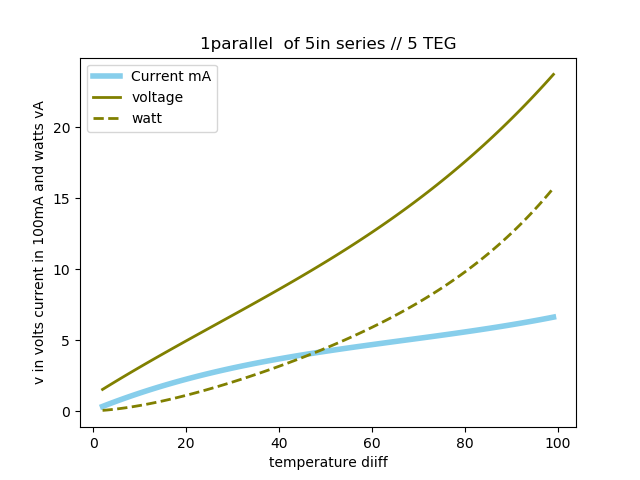 1parallel  of 5in series // 5 TEG
Current mA
voltage
watt
v in volts current in 100mA and watts vA
20
15
10
5
0
0 20 40 60 80 100
temperature diiff